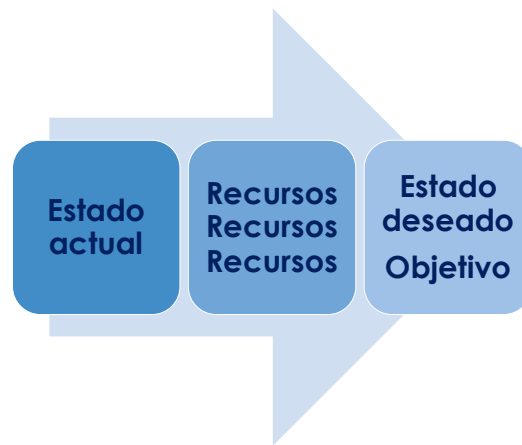 Estado
actual
Recursos
Recursos
Recursos
Estado
deseado
Objetivo